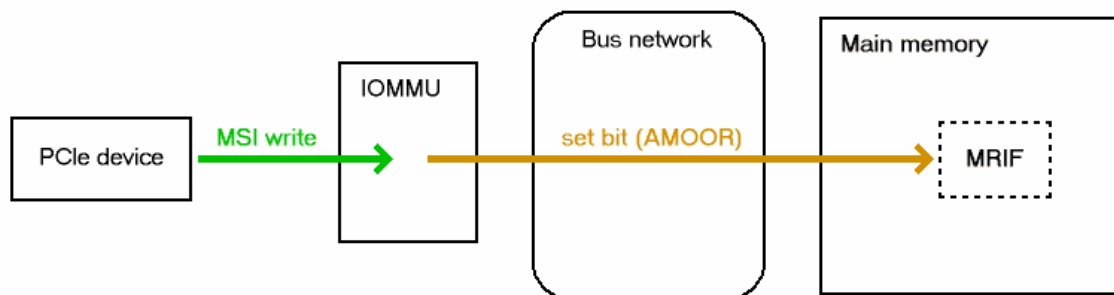 PCIe device
MSI write
IOMMU
Bus network
set bit (AMOOR)
Main memory
MRIF